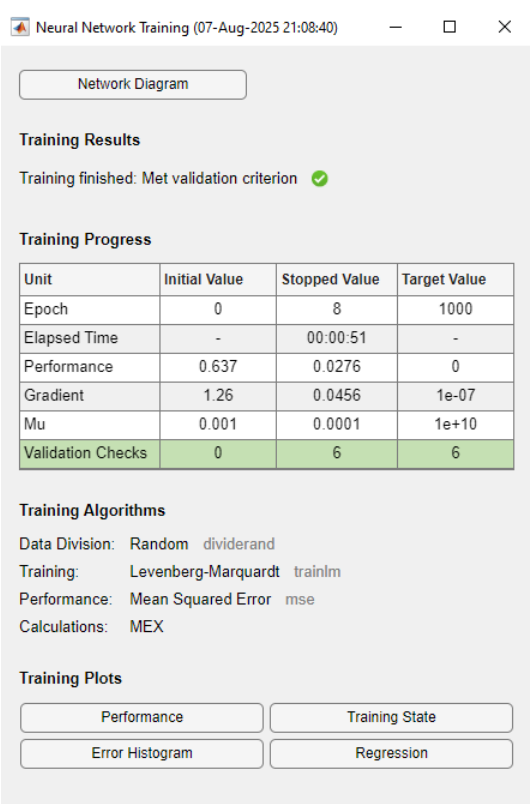 Neural Network Training (07-Aug-2025 21:08:40)
Network Diagram
Training Results
Training finished: Met validation criterion
Training Progress
Unit Initial Value Stopped Value Target Value
Epoch 0 8 1000
Elapsed Time - 00:00:51 -
Performance 0.637 0.0276 0
Gradient 1.26 0.0456 1e-07
Mu 0.001 0.0001 1e+10
Validation Checks 0 6 6
Training Algorithms
Data Division: Random dividerand
Training: Levenberg-Marquardt trainlm
Performance: Mean Squared Error mse
Calculations: MEX
Training Plots
Performance Training State
Error Histogram Regression